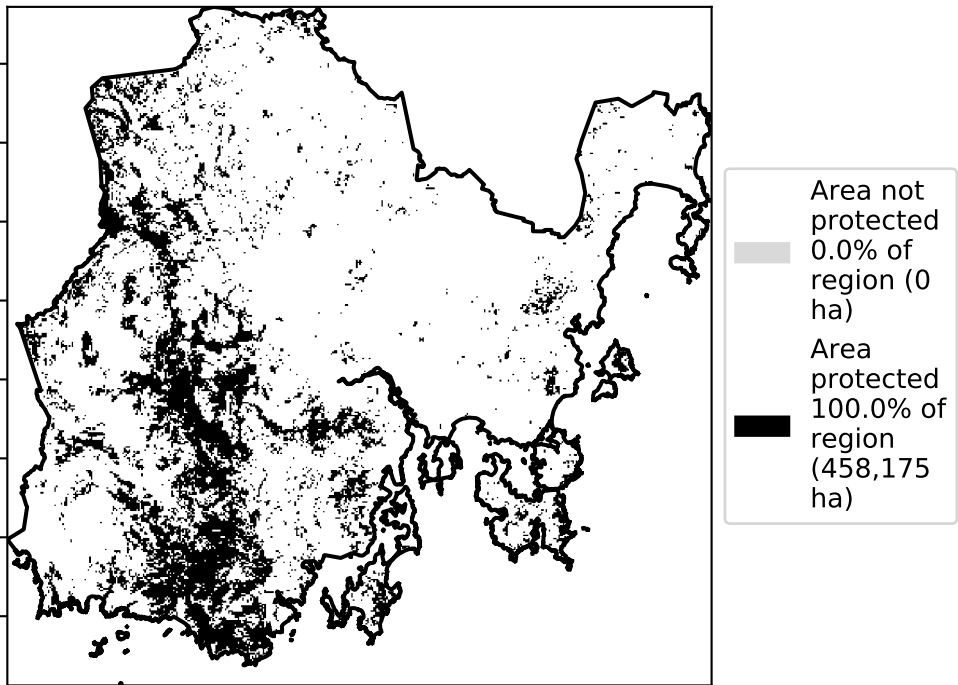 Area not
protected
0.0% of
region (0
ha)
Area
protected
100.0% of
region
(458,175
ha)